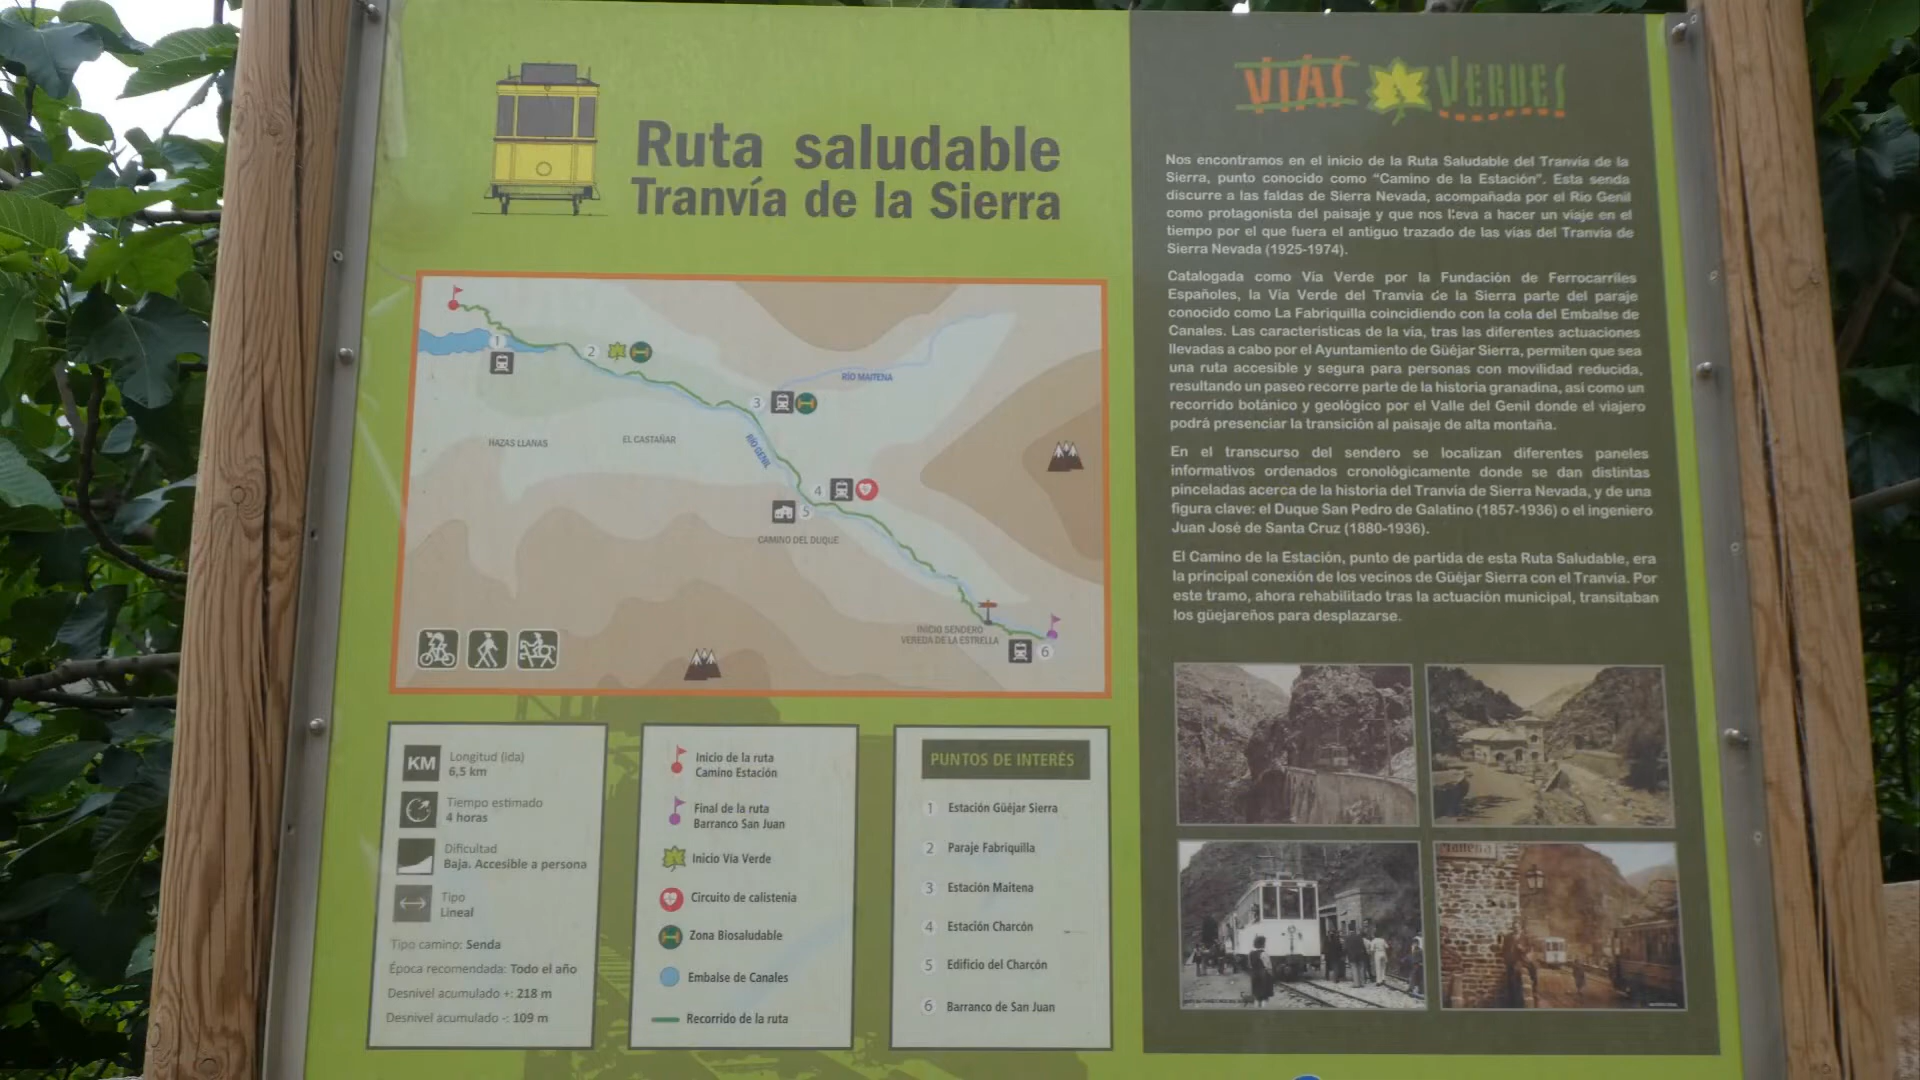 Ruta saludable
Tranvía de la Sierra
RÍO MAITENA
HAZAS LLANAS
EL CASTAÑAR
RÍO GENIL
CAMINO DEL DUQUE
INICIO SENDERO
VEREDA DE LA ESTRELLA
1
2
3
4
5
6
KM
Longitud (ida)
6,5 km
Tiempo estimado
4 horas
Dificultad
Baja. Accesible a persona
Tipo
Lineal
Tipo camino: Senda
Época recomendada: Todo el año
Desnivel acumulado +: 218 m
Desnivel acumulado -: 109 m
Inicio de la ruta
Camino Estación
Final de la ruta
Barranco San Juan
Inicio Vía Verde
Circuito de calistenia
Zona Biosaludable
Embalse de Canales
Recorrido de la ruta
PUNTOS DE INTERÉS
1 Estación Güéjar Sierra
2 Paraje Fabriquilla
3 Estación Maitena
4 Estación Charcón
5 Edificio del Charcón
6 Barranco de San Juan
VIAS VERDES
Nos encontramos en el inicio de la Ruta Saludable del Tranvía de la
Sierra, punto conocido como “Camino de la Estación”. Esta senda
discurre a las faldas de Sierra Nevada, acompañada por el Río Genil
como protagonista del paisaje y que nos lleva a hacer un viaje en el
tiempo por el que fuera el antiguo trazado de las vías del Tranvía de
Sierra Nevada (1925-1974).
Catalogada como Vía Verde por la Fundación de Ferrocarriles
Españoles, la Vía Verde del Tranvía de la Sierra parte del paraje
conocido como La Fabriquilla coincidiendo con la cola del Embalse de
Canales. Las características de la vía, tras las diferentes actuaciones
llevadas a cabo por el Ayuntamiento de Güéjar Sierra, permiten que sea
una ruta accesible y segura para personas con movilidad reducida,
resultando un paseo recorre parte de la historia granadina, así como un
recorrido botánico y geológico por el Valle del Genil donde el viajero
podrá presenciar la transición al paisaje de alta montaña.
En el transcurso del sendero se localizan diferentes paneles
informativos ordenados cronológicamente donde se dan distintas
pinceladas acerca de la historia del Tranvía de Sierra Nevada, y de una
figura clave: el Duque San Pedro de Galatino (1857-1936) o el ingeniero
Juan José de Santa Cruz (1880-1936).
El Camino de la Estación, punto de partida de esta Ruta Saludable, era
la principal conexión de los vecinos de Güéjar Sierra con el Tranvía. Por
este tramo, ahora rehabilitado tras la actuación municipal, transitaban
los güejareños para desplazarse.
Maitena